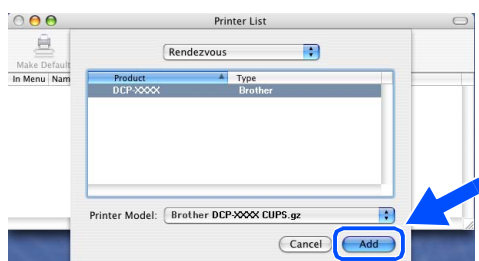 Printer List
Rendezvous
Make Default
In Menu Nam
Product Type
DCP-XXXX Brother
Printer Model: Brother DCP-XXXX CUPS.gz
Cancel Add